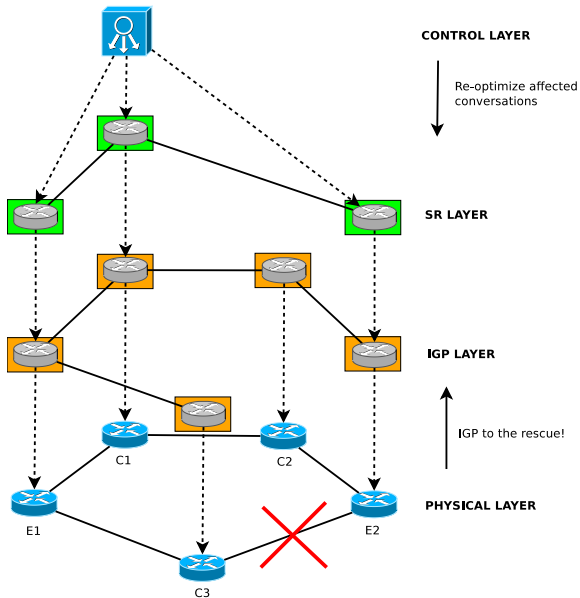 CONTROL LAYER
Re-optimize affected
conversations
SR LAYER
IGP LAYER
IGP to the rescue!
C1
C2
PHYSICAL LAYER
E1
E2
C3